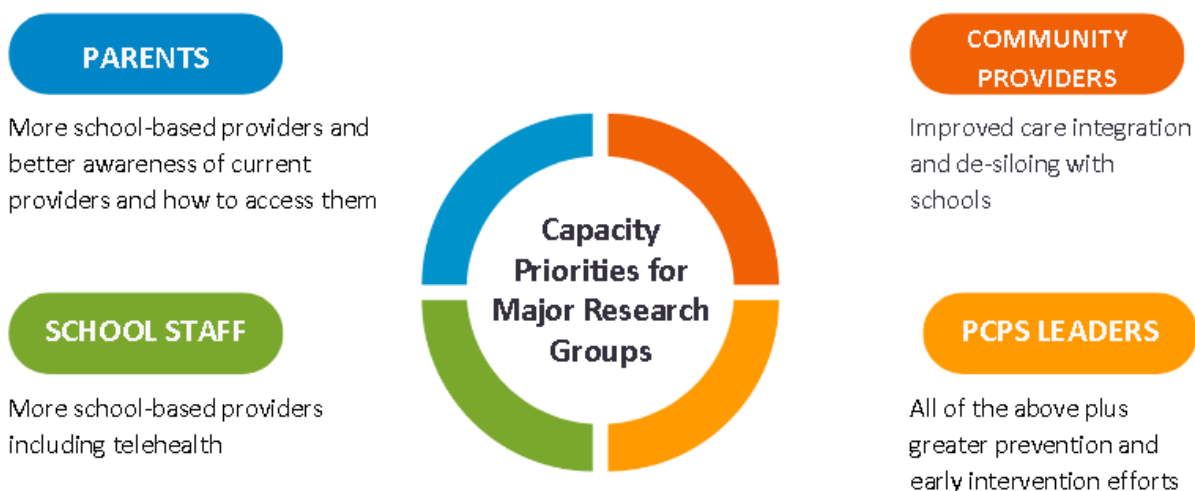 PARENTS
More school-based providers and
better awareness of current
providers and how to access them
COMMUNITY
PROVIDERS
Improved care integration
and de-siloing with
schools
Capacity
Priorities for
Major Research
Groups
SCHOOL STAFF
More school-based providers
including telehealth
PCPS LEADERS
All of the above plus
greater prevention and
early intervention efforts